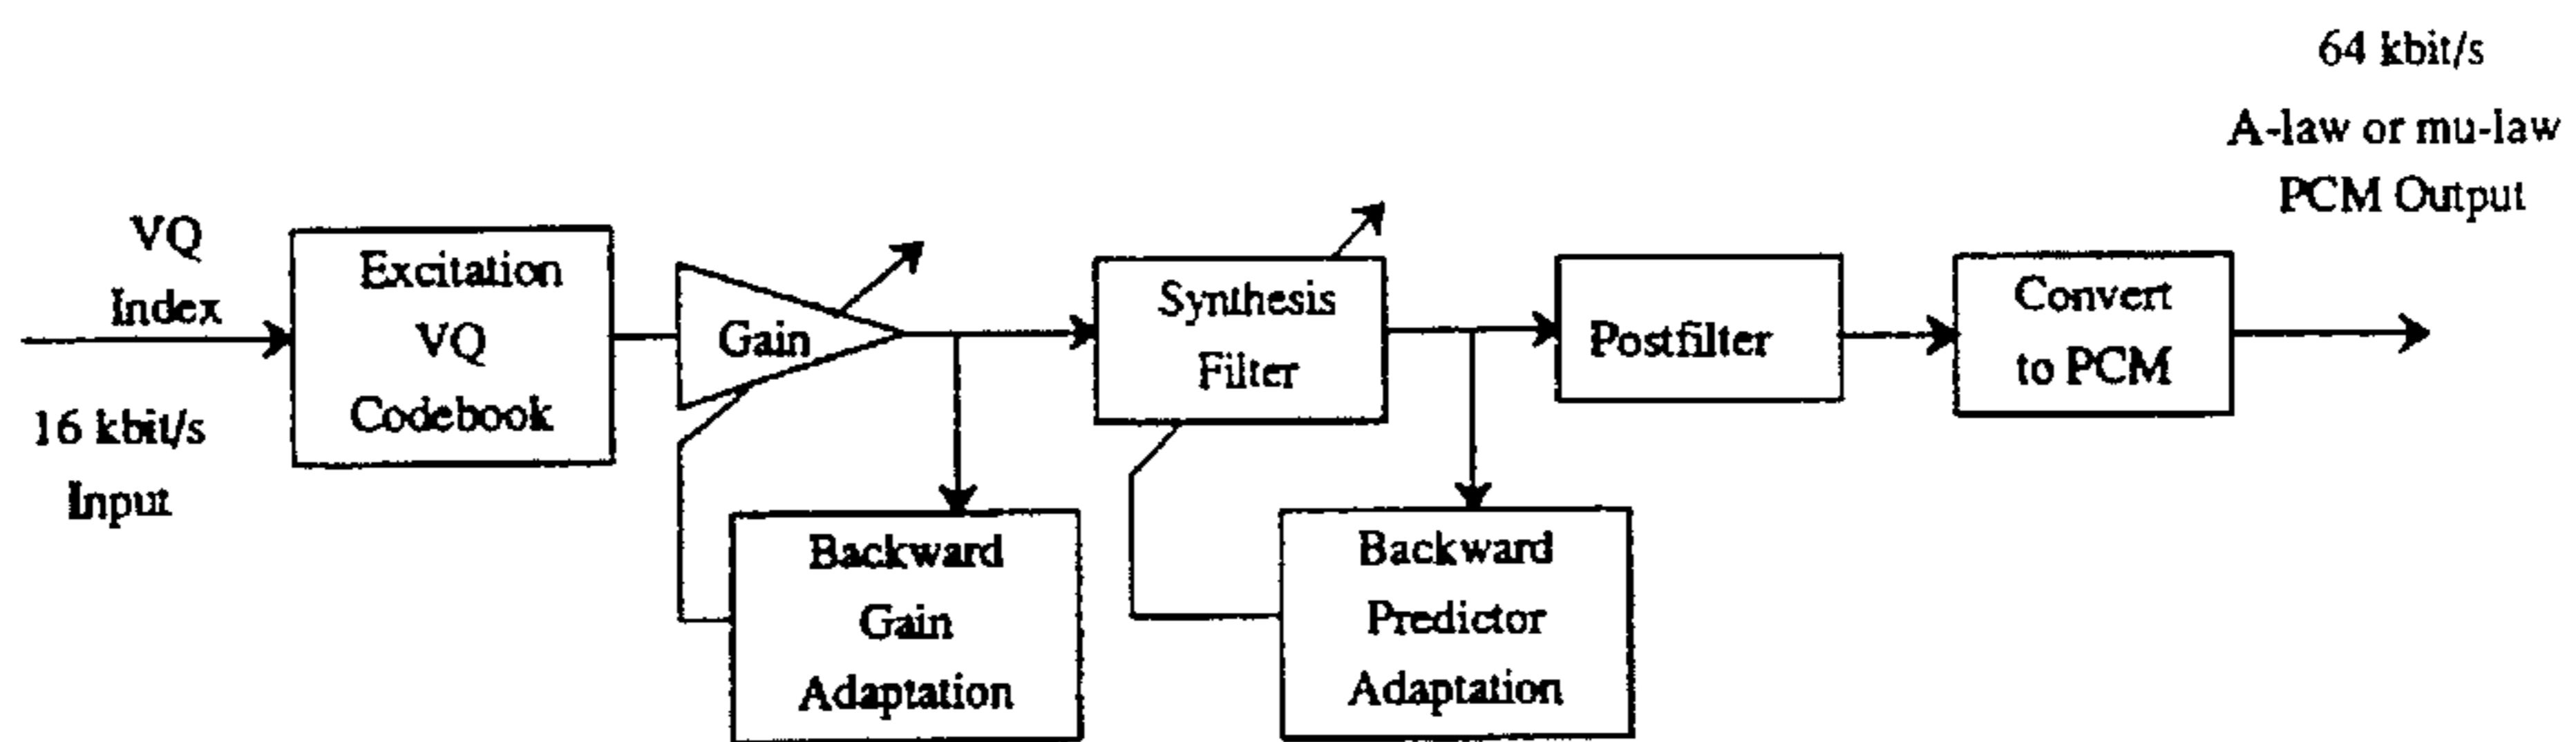 VQ
Index
16 kbit/s
Input
Excitation
VQ
Codebook
Gain
Backward
Gain
Adaptation
Synthesis
Filter
Backward
Predictor
Adaptation
Postfilter
Convert
to PCM
64 kbit/s
A-law or mu-law
PCM Output